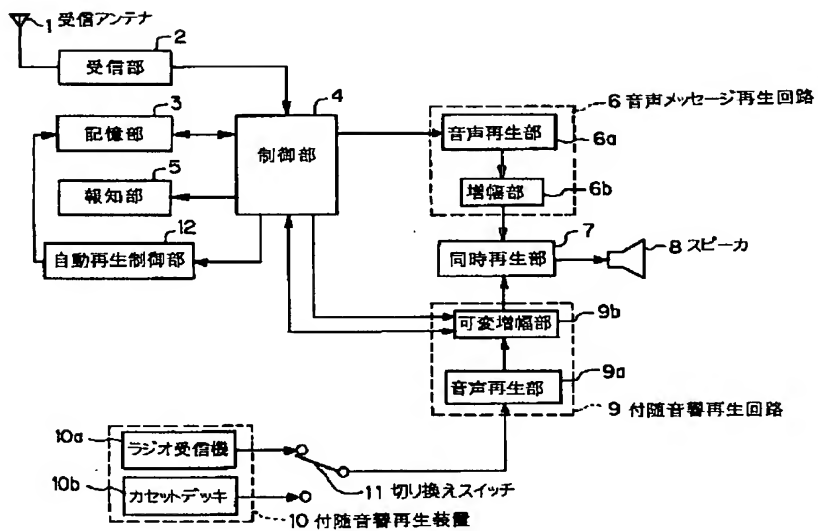 1 受信アンテナ
2
受信部
3
記憶部
4
制御部
5
報知部
12
自動再生制御部
6 音声メッセージ再生回路
音声再生部
6a
増幅部
6b
7
同時再生部
8 スピーカ
可変増幅部
9b
音声再生部
9a
9 付随音響再生回路
10a
ラジオ受信機
10b
カセットデッキ
11 切り換えスイッチ
10 付随音響再生装置